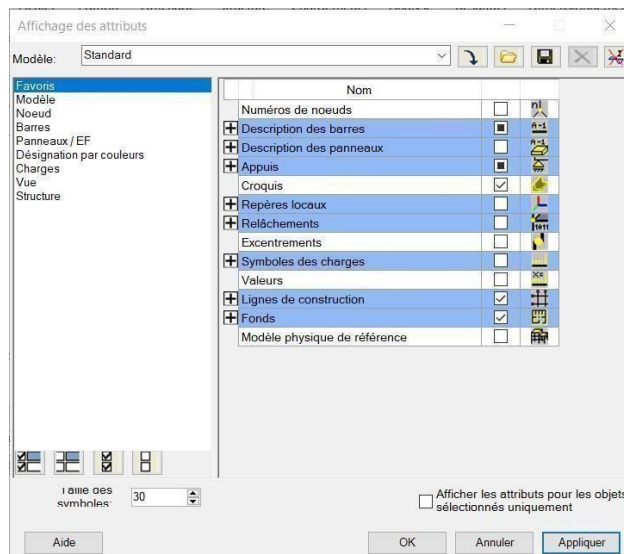 Affichage des attributs
Modèle:
Standard
Favoris
Modèle
Noeud
Barres
Panneaux / EF
Désignation par couleurs
Charges
Vue
Structure
Nom
Numéros de noeuds
Description des barres
Description des panneaux
Appuis
Croquis
Repères locaux
Relâchements
Excentrements
Symboles des charges
Valeurs
Lignes de construction
Fonds
Modèle physique de référence
Taille des
symboles:
30
Afficher les attributs pour les objets
sélectionnés uniquement
Aide
OK
Annuler
Appliquer